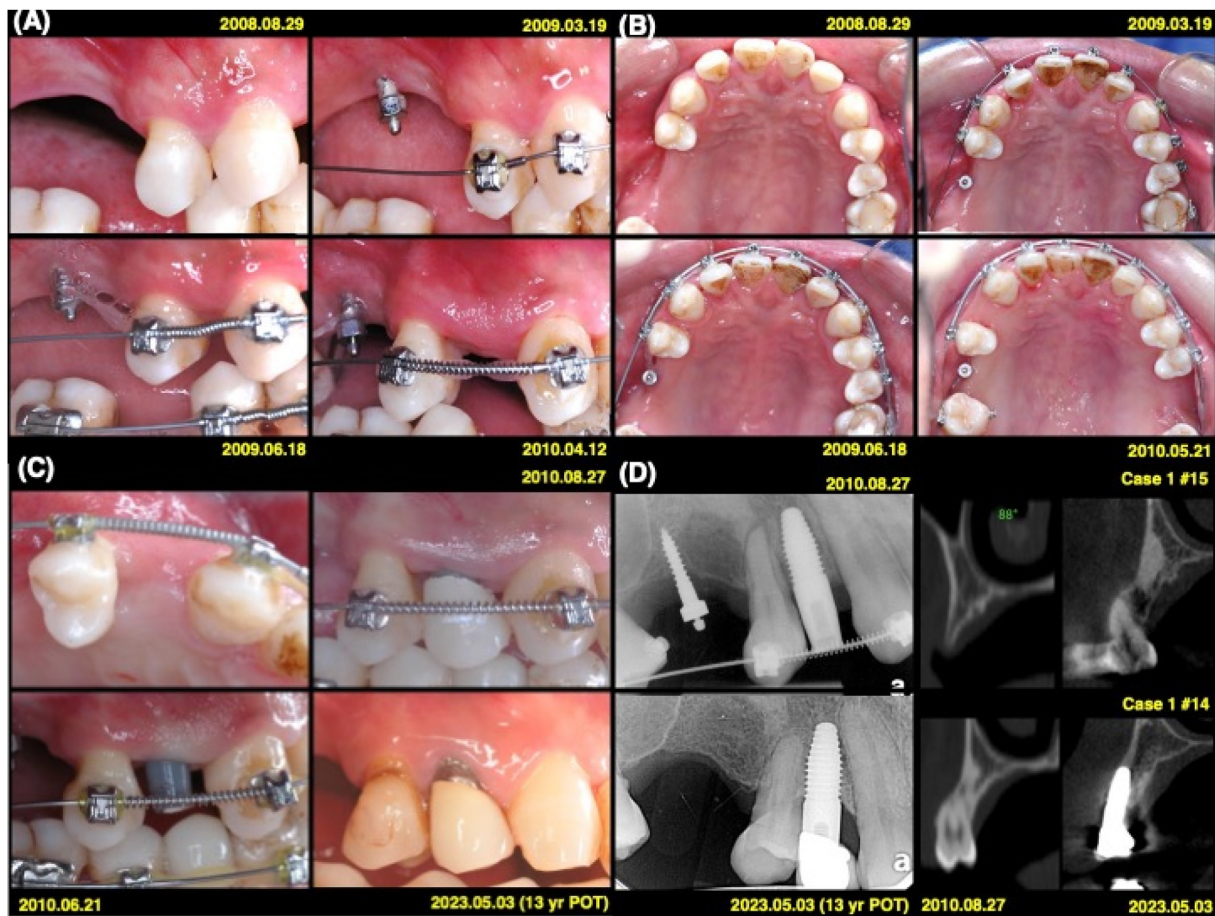 (A)
2008.08.29
2009.03.19
2009.06.18
2010.04.12
(B)
2008.08.29
2009.03.19
2009.06.18
2010.05.21
(C)
2010.08.27
2010.06.21
2023.05.03 (13 yr POT)
(D)
2010.08.27
a
2023.05.03 (13 yr POT)
a
Case 1 #15
88°
Case 1 #14
2010.08.27
2023.05.03